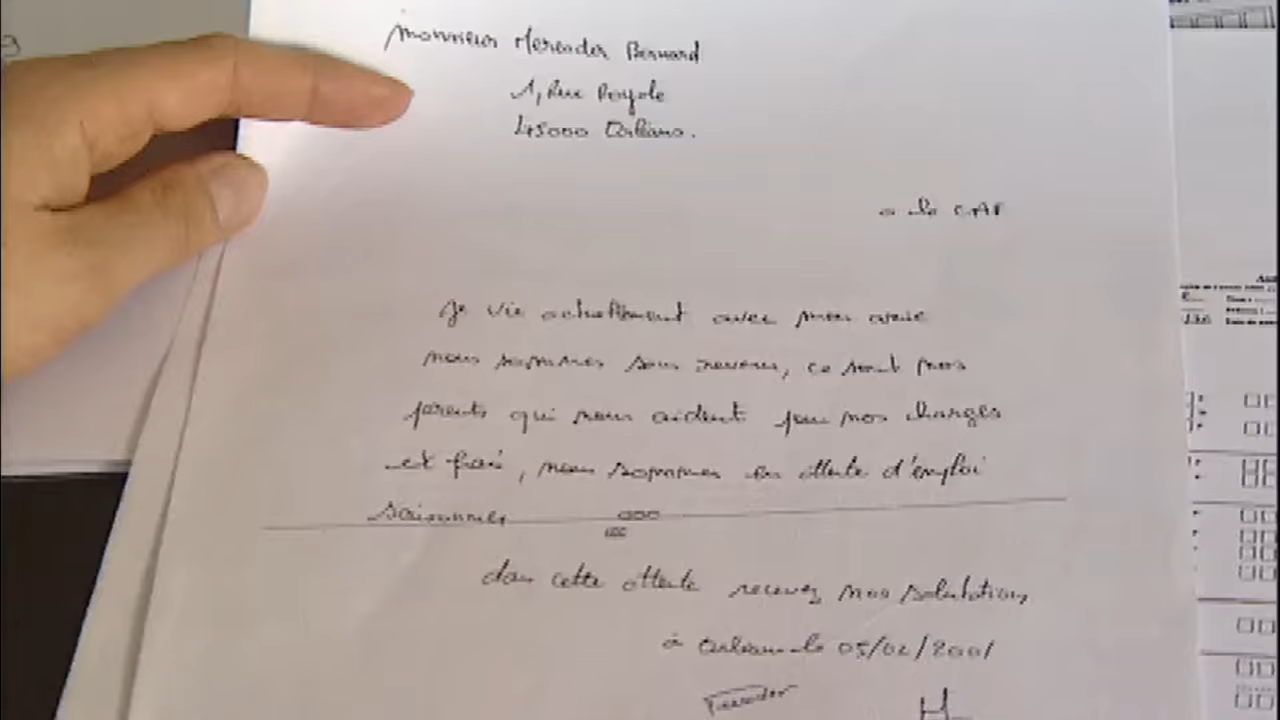 Monsieur Mercader Bernard
1, Rue Royale
45000 Orléans.
a la CAF
Je vie actuellement avec mon amie
nous sommes sans revenu, ce sont mes
parents qui nous aident pour nos charges
et frais, nous sommes en attente d'emploi
saisonnier
dans cette attente recevez nos salutations
à Orléans le 05/02/2001